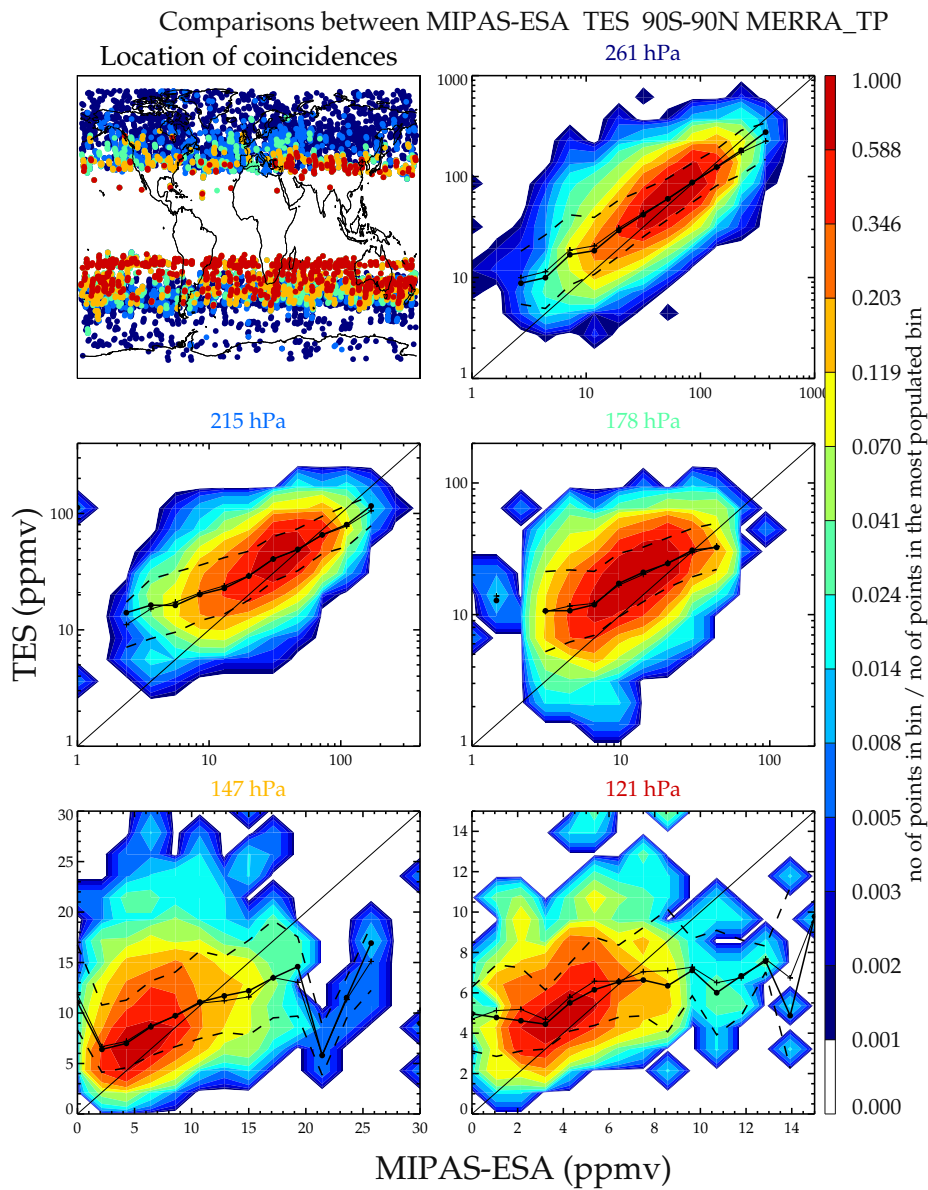 Comparisons between MIPAS-ESA TES 90S-90N MERRA_TP
Location of coincidences
261 hPa
1000
100
10
1
1 10 100 1000
215 hPa
100
10
1
1 10 100
178 hPa
100
10
1
1 10 100
147 hPa
30
25
20
15
10
5
0
0 5 10 15 20 25 30
121 hPa
14
12
10
8
6
4
2
0
0 2 4 6 8 10 12 14
TES (ppmv)
MIPAS-ESA (ppmv)
1.000
0.588
0.346
0.203
0.119
0.070
0.041
0.024
0.014
0.008
0.005
0.003
0.002
0.001
0.000
no of points in bin / no of points in the most populated bin